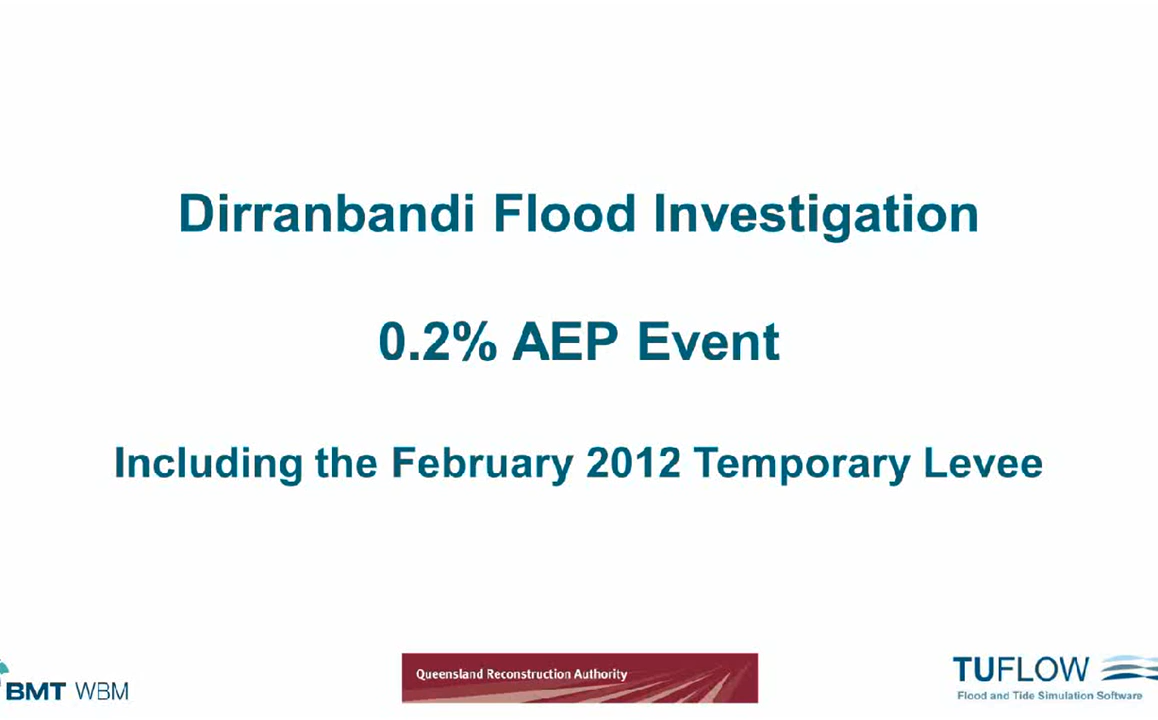 Dirranbandi Flood Investigation
0.2% AEP Event
Including the February 2012 Temporary Levee
BMT WBM
Queensland Reconstruction Authority
TUFLOW
Flood and Tide Simulation Software